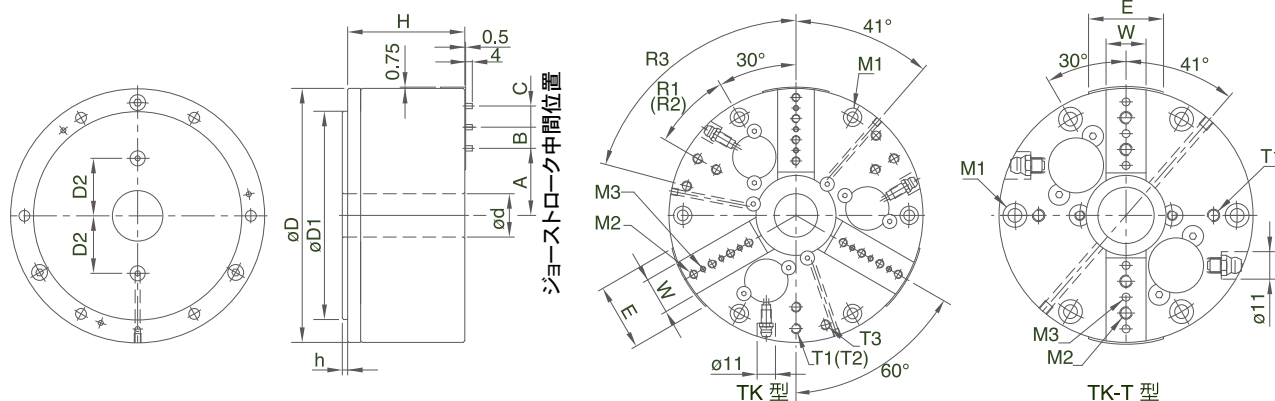 D2
D2
H
0.5
4
0.75
C
B
A
øD
øD1
ød
h
ジョーストローク中間位置
R3
30°
41°
R1
(R2)
M1
M3
M2
W
E
ø11
T1(T2)
T3
60°
TK 型
E
W
30°
41°
M1
T1
M3
M2
ø11
TK-T 型